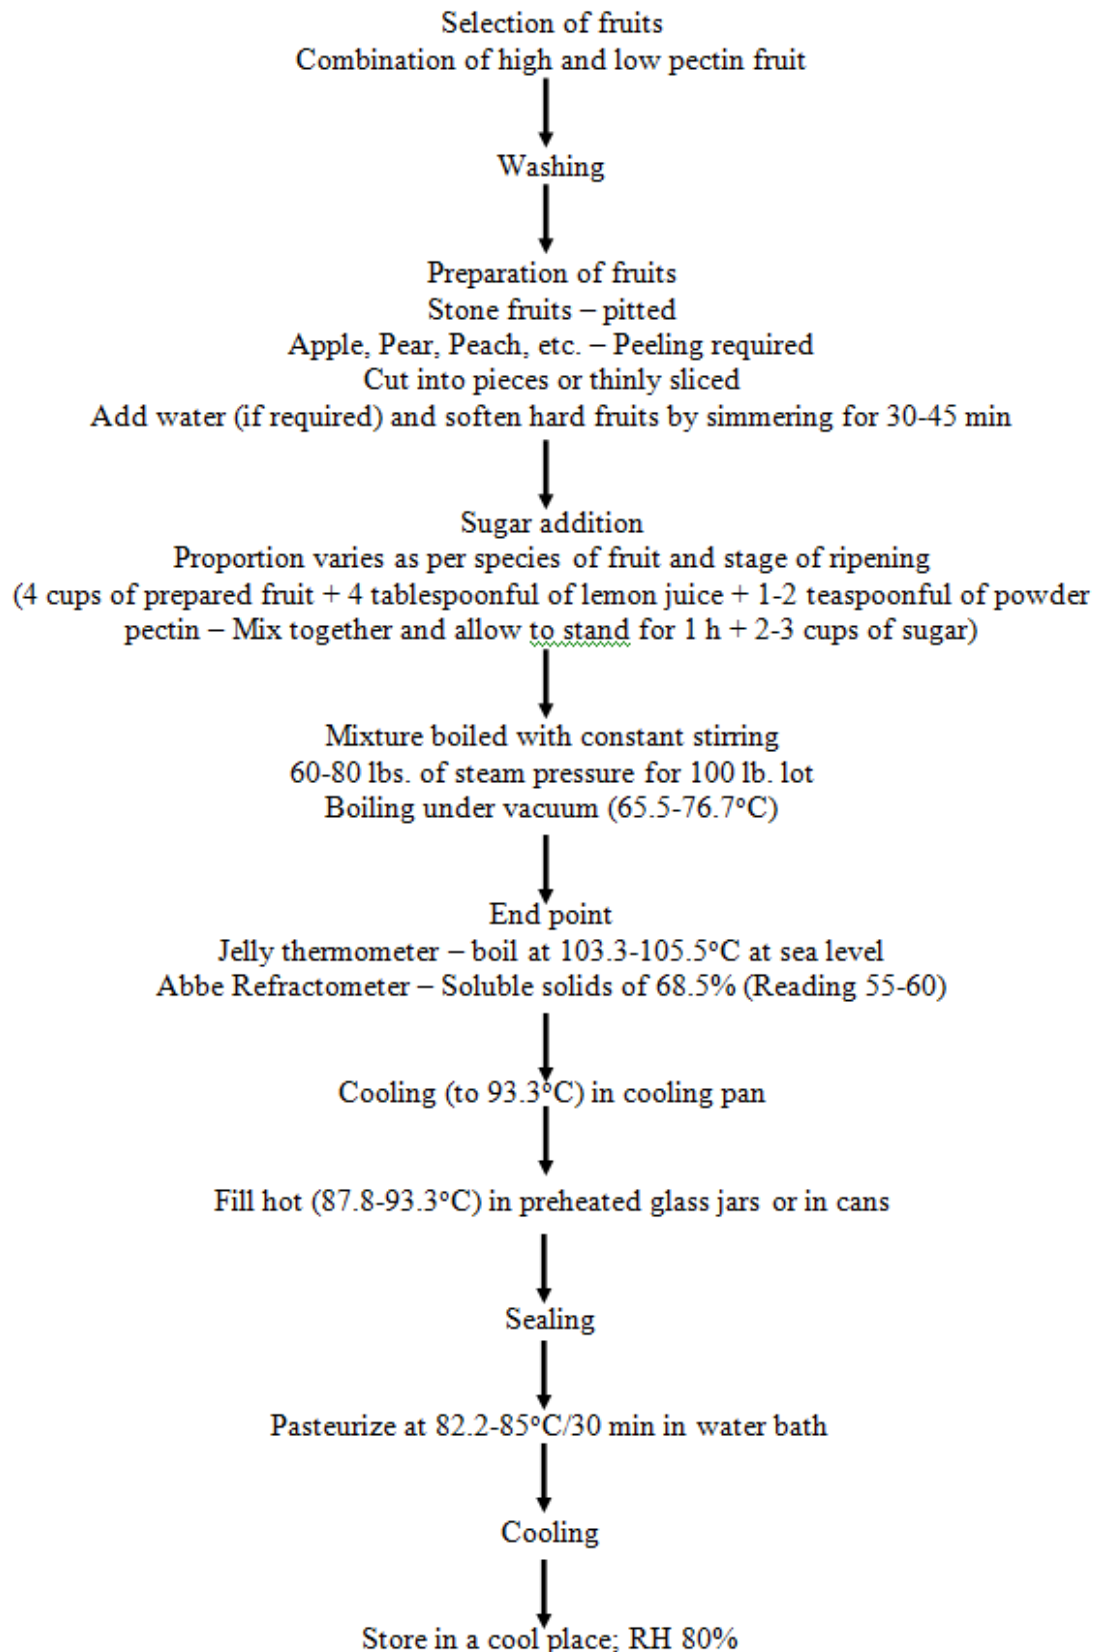 Selection of fruits
Combination of high and low pectin fruit
Washing
Preparation of fruits
Stone fruits – pitted
Apple, Pear, Peach, etc. – Peeling required
Cut into pieces or thinly sliced
Add water (if required) and soften hard fruits by simmering for 30-45 min
Sugar addition
Proportion varies as per species of fruit and stage of ripening
(4 cups of prepared fruit + 4 tablespoonful of lemon juice + 1-2 teaspoonful of powder
pectin – Mix together and allow to stand for 1 h + 2-3 cups of sugar)
Mixture boiled with constant stirring
60-80 lbs. of steam pressure for 100 lb. lot
Boiling under vacuum (65.5-76.7°C)
End point
Jelly thermometer – boil at 103.3-105.5°C at sea level
Abbe Refractometer – Soluble solids of 68.5% (Reading 55-60)
Cooling (to 93.3°C) in cooling pan
Fill hot (87.8-93.3°C) in preheated glass jars or in cans
Sealing
Pasteurize at 82.2-85°C/30 min in water bath
Cooling
Store in a cool place; RH 80%